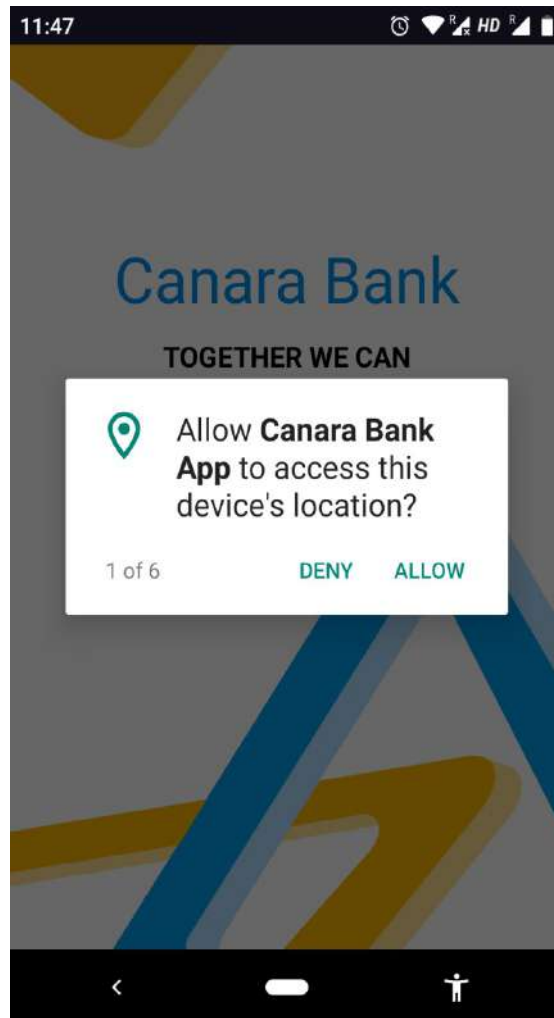 11:47
R HD R
Canara Bank
TOGETHER WE CAN
Allow Canara Bank
App to access this
device's location?
1 of 6 DENY ALLOW